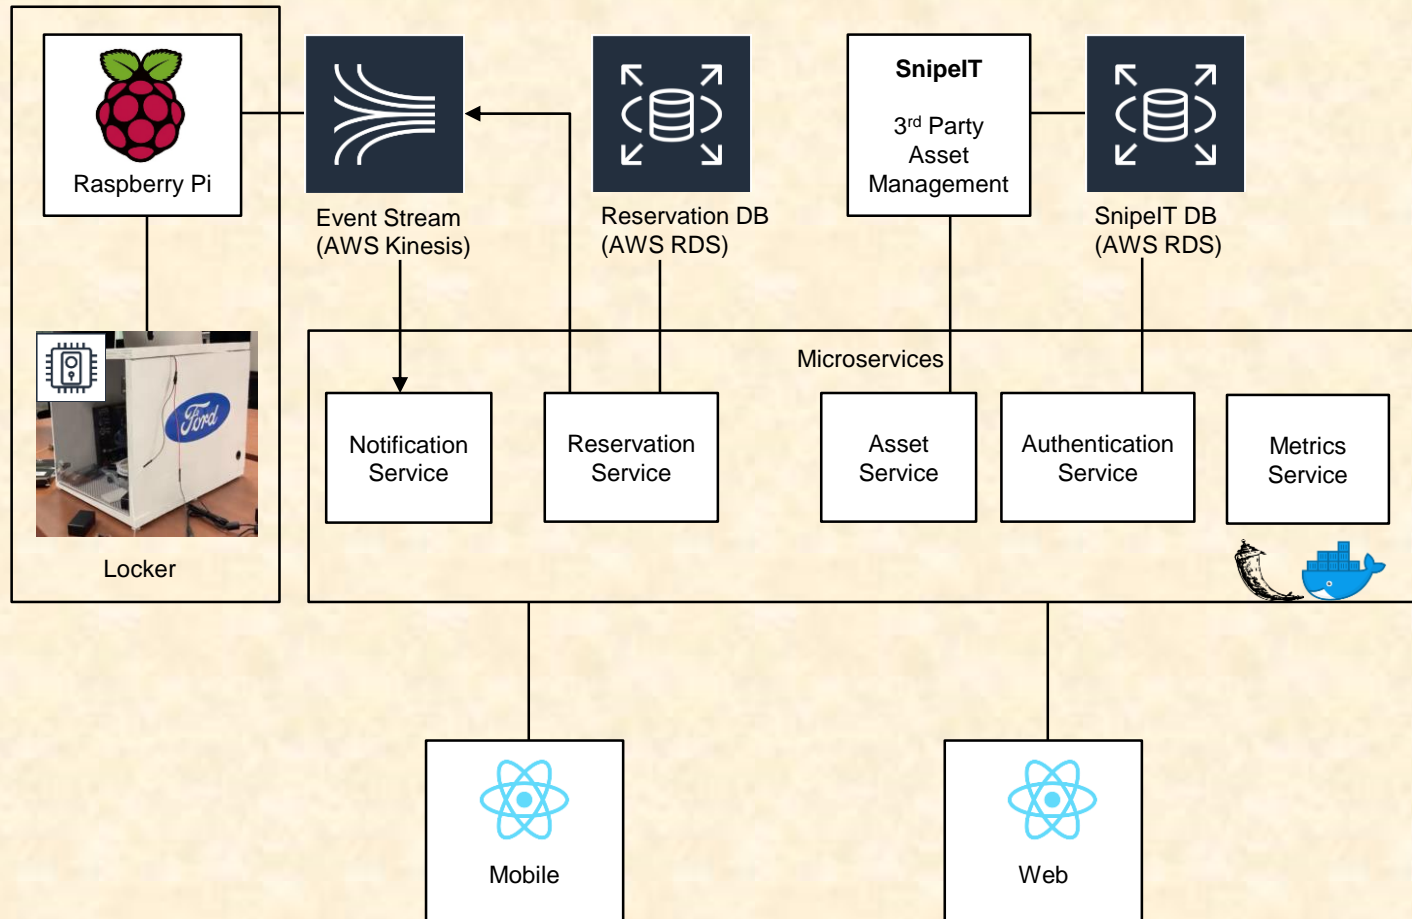 Raspberry Pi
Event Stream
(AWS Kinesis)
Reservation DB
(AWS RDS)
SnipeIT
3rd Party
Asset
Management
SnipeIT DB
(AWS RDS)
Ford
Locker
Microservices
Notification
Service
Reservation
Service
Asset
Service
Authentication
Service
Metrics
Service
Mobile
Web